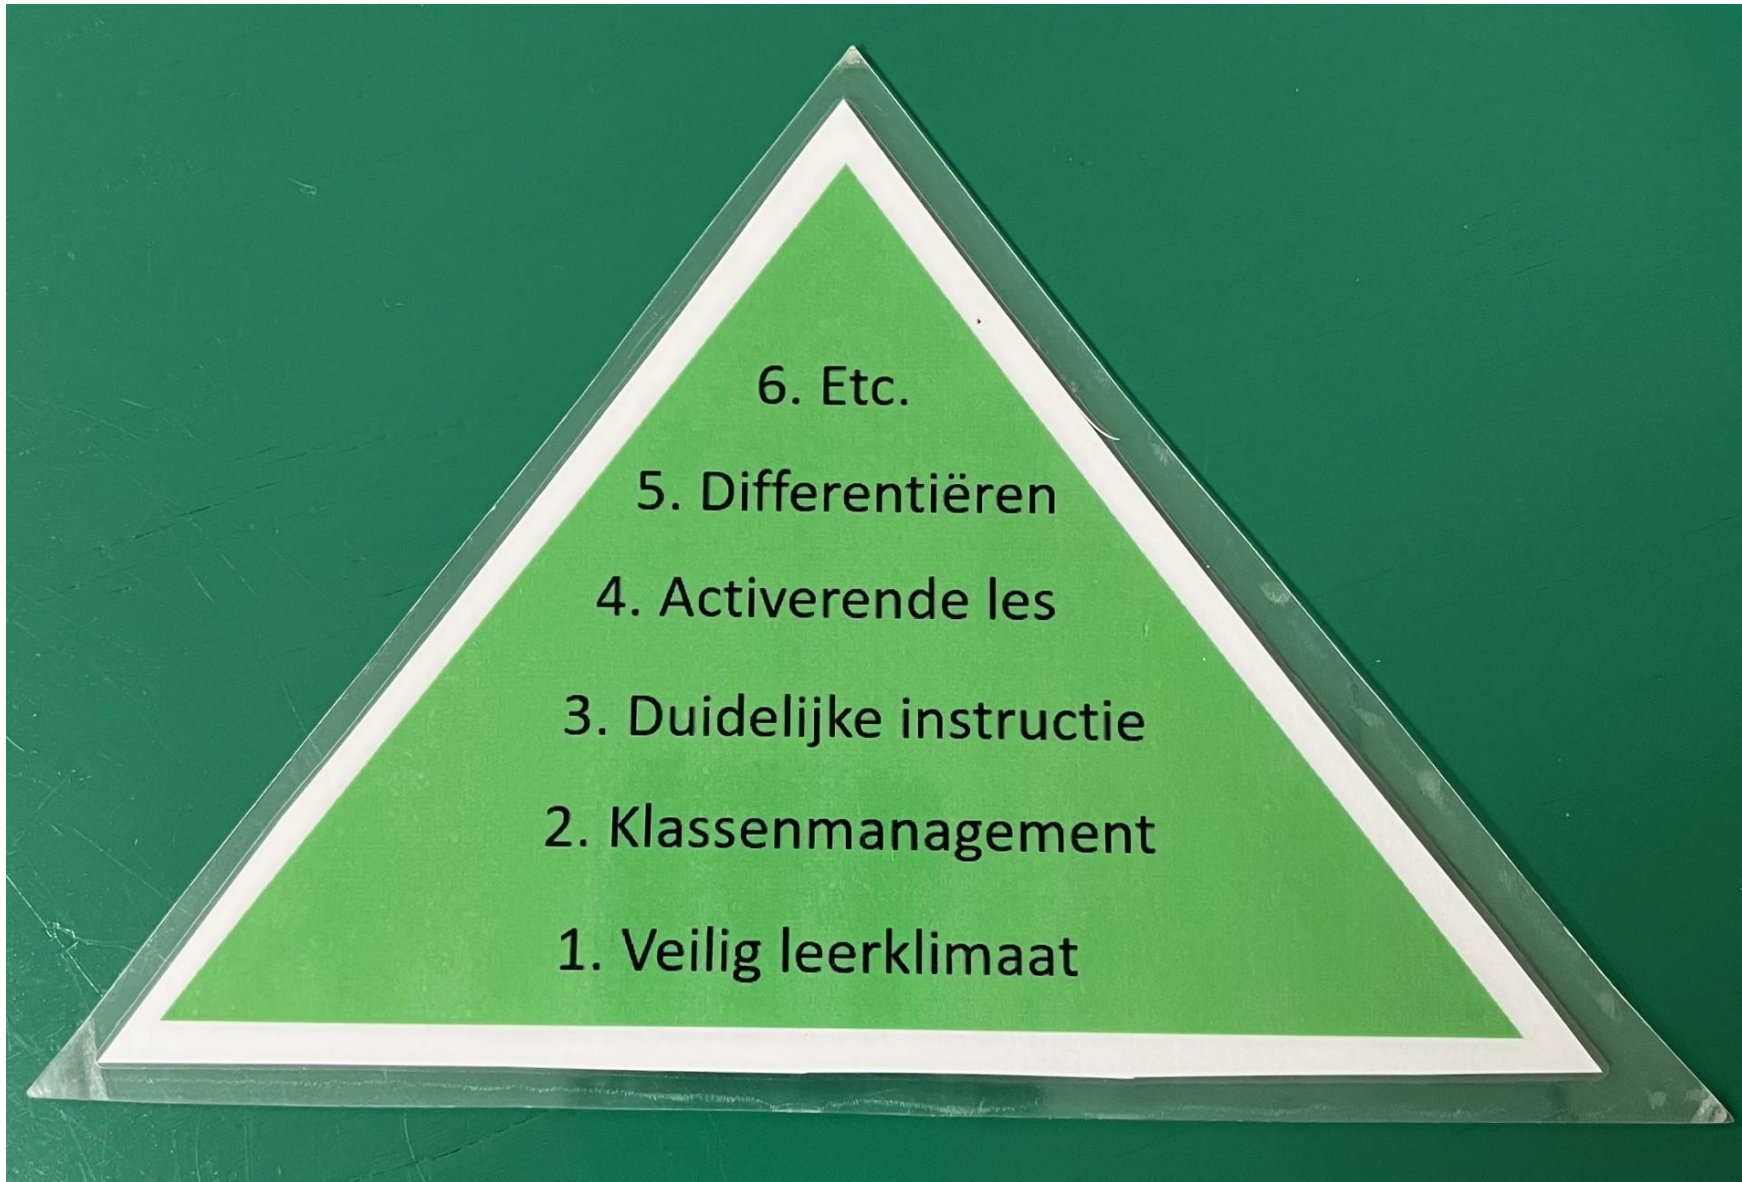 6. Etc.
5. Differentiëren
4. Activerende les
3. Duidelijke instructie
2. Klassenmanagement
1. Veilig leerklimaat